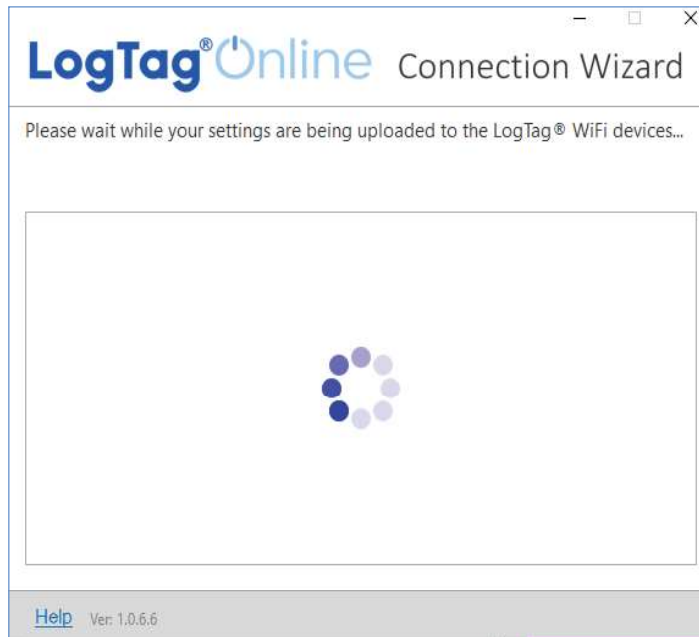 LogTag® Online Connection Wizard
Please wait while your settings are being uploaded to the LogTag® WiFi devices...
Help Ver: 1.0.6.6